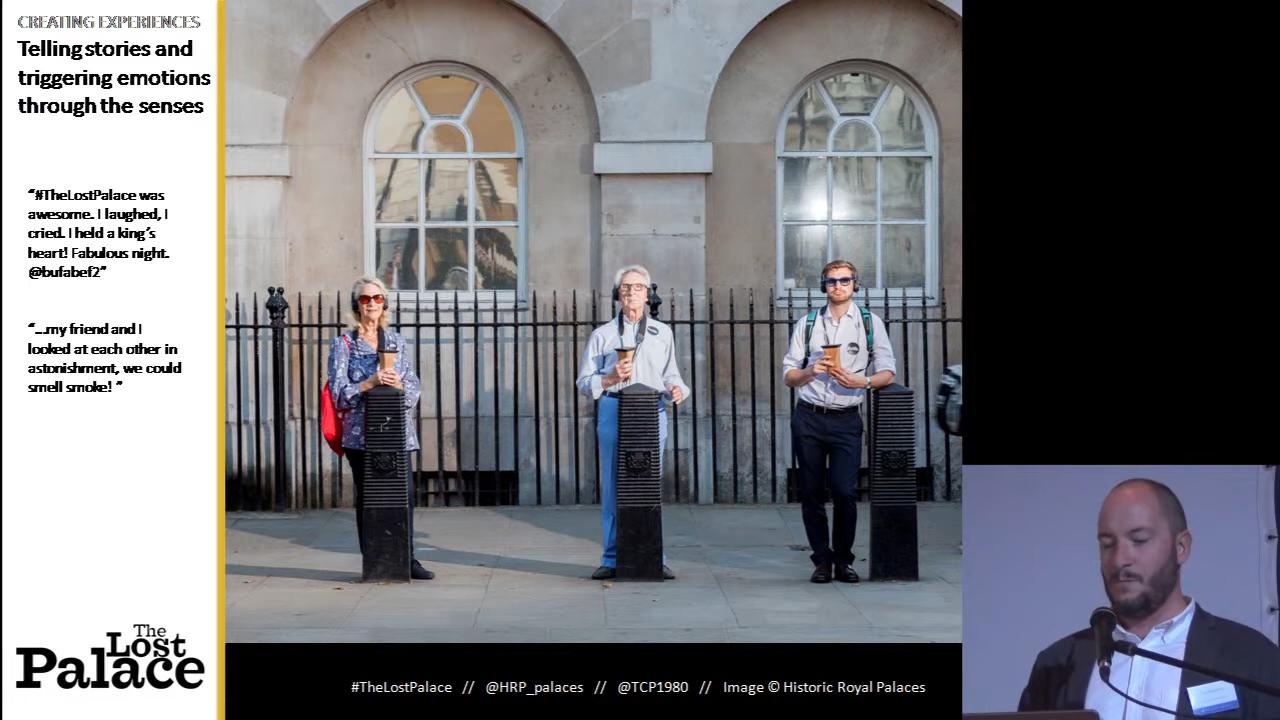 CREATING EXPERIENCES
Telling stories and
triggering emotions
through the senses
“#TheLostPalace was
awesome. I laughed, I
cried. I held a king’s
heart! Fabulous night.
@bufabef2”
“...my friend and I
looked at each other in
astonishment, we could
smell smoke! ”
The
Lost
Palace
#TheLostPalace // @HRP_palaces // @TCP1980 // Image © Historic Royal Palaces